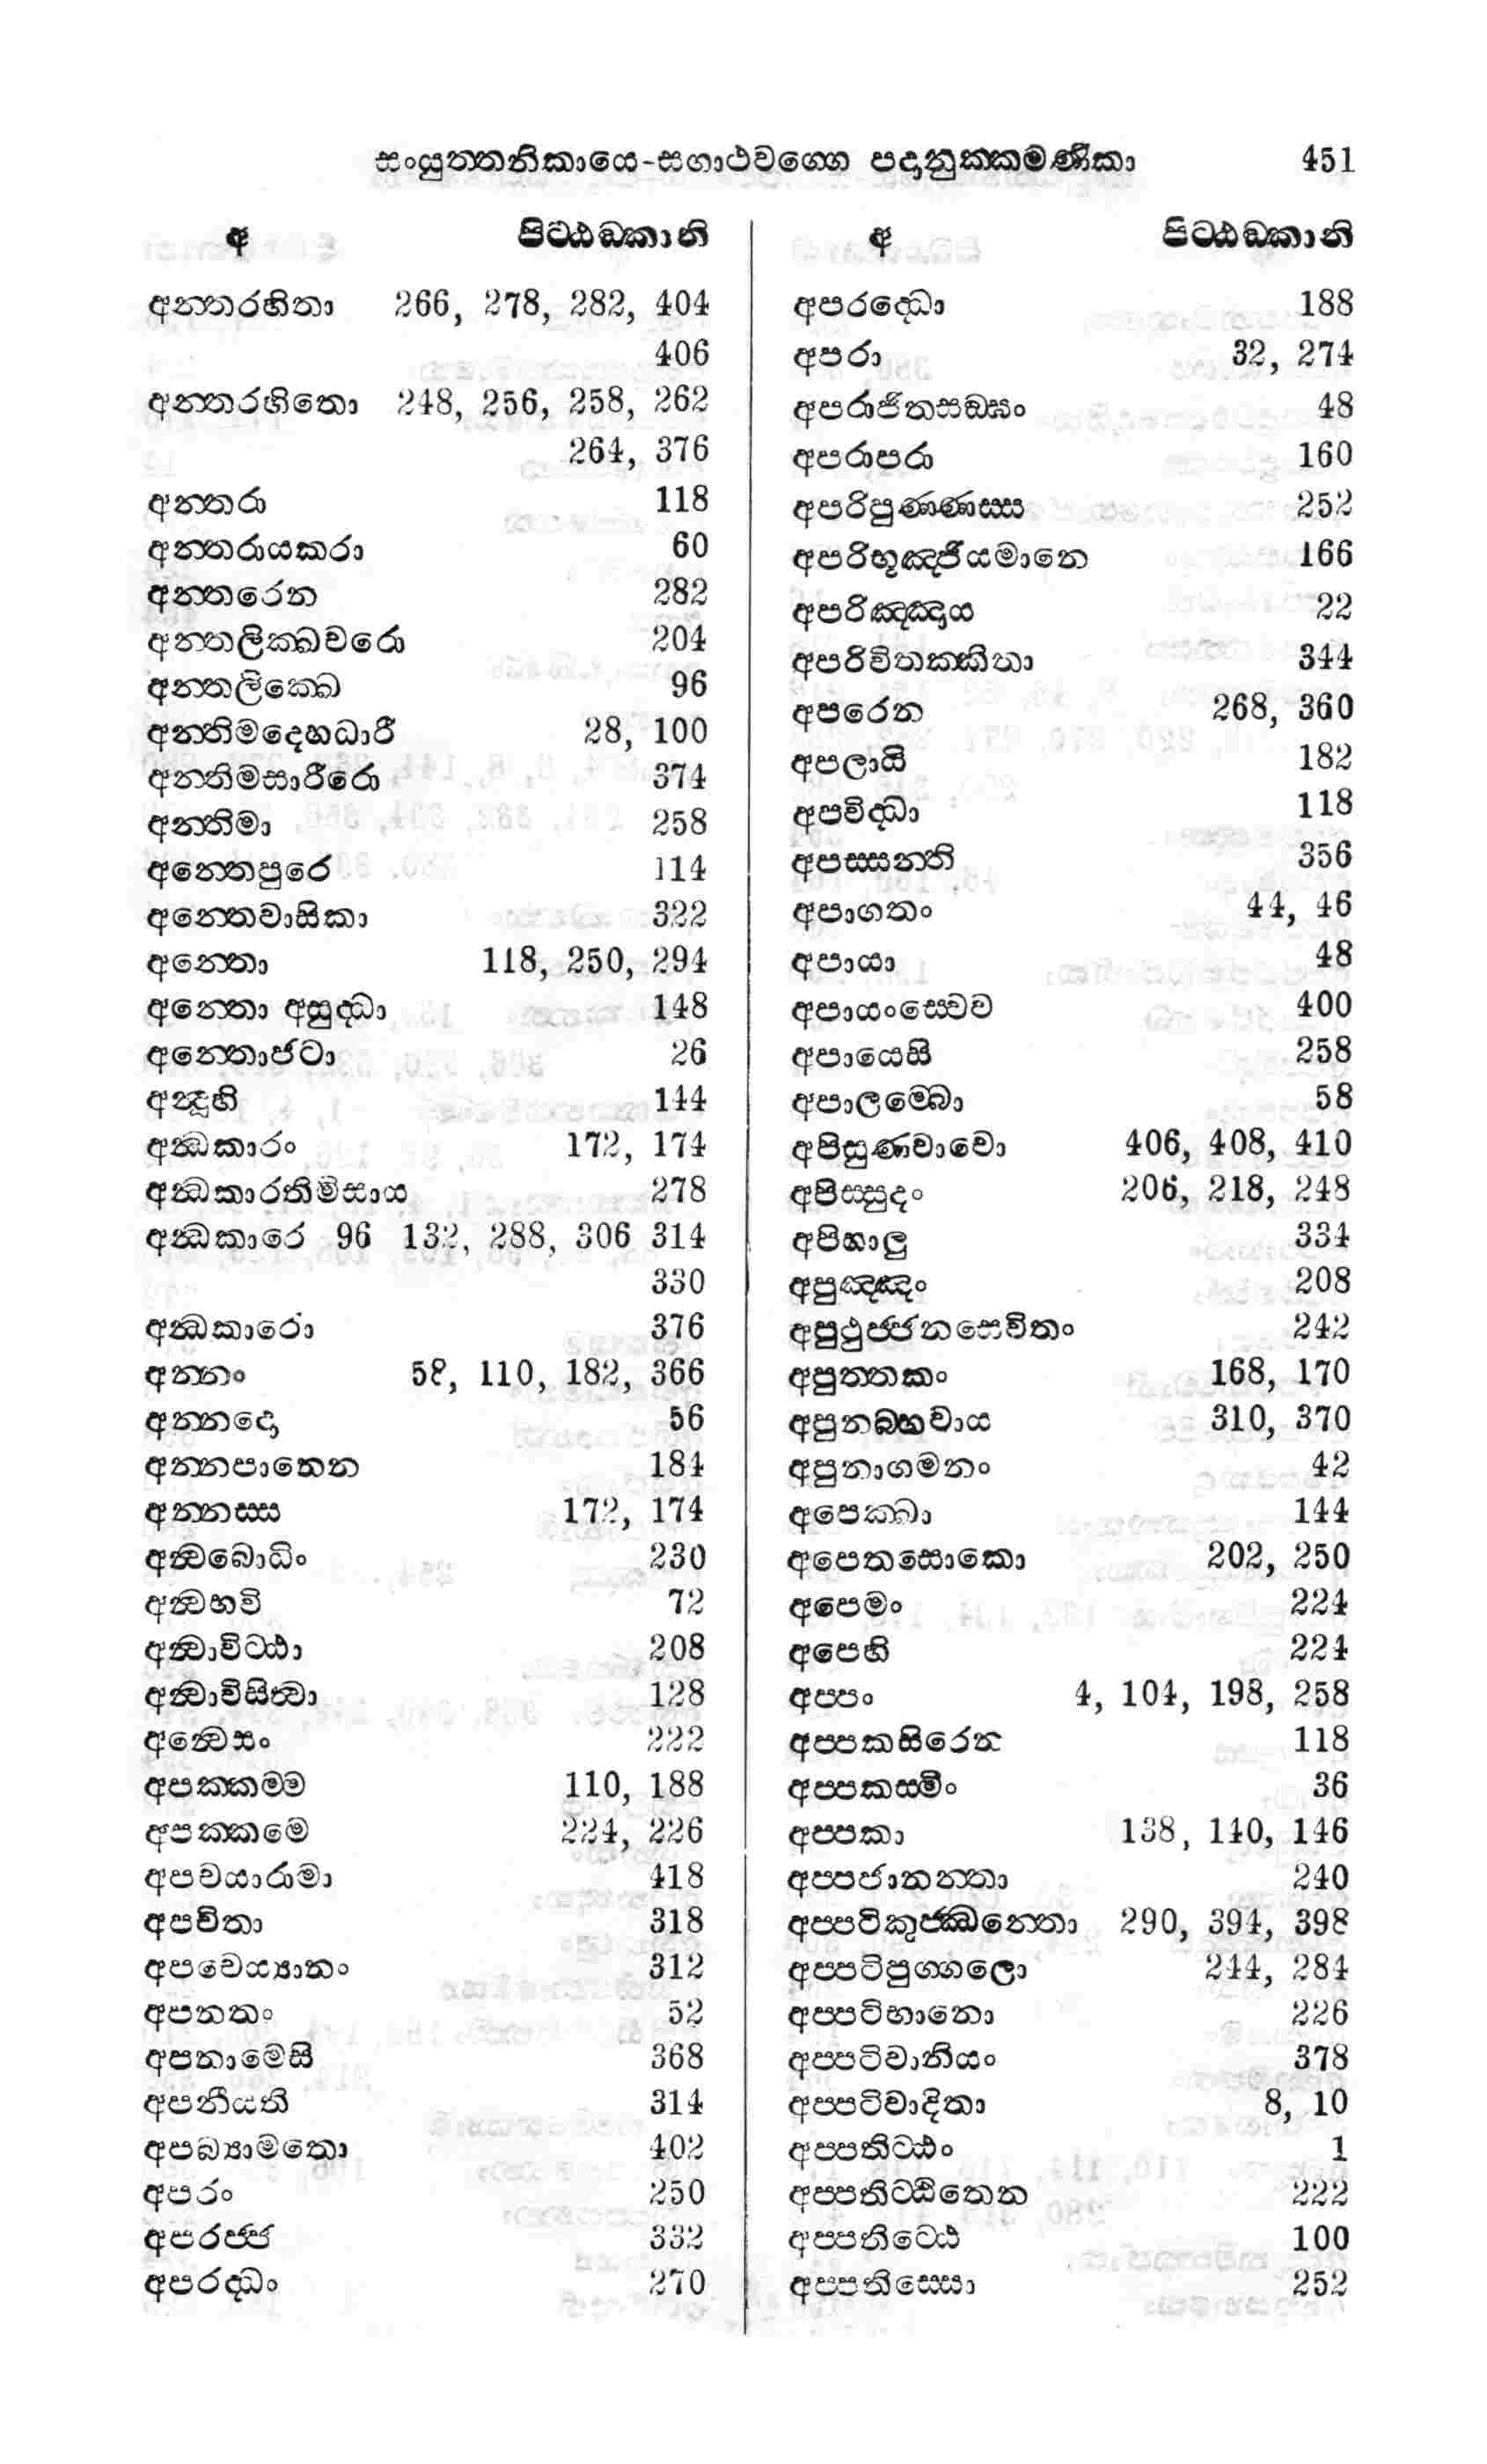 සංයුත්තනිකායෙ-සගාථවග්ගෙ පදානුක්කමණිකා 451
අ පිට්ඨඞකානි
අන්තරහිතා 266, 278, 282, 404
406
අන්තරහිතො 248, 256, 258, 262
264, 376
අන්තරා 118
අන්තරායකරා 60
අන්තරෙන 282
අන්තලික්ඛචරො 204
අන්තලික්ඛෙ 96
අන්තිමදෙහධාරී 28, 100
අන්තිමසාරීරො 374
අන්තිමා 258
අන්තෙපුරෙ 114
අන්තෙවාසිකා 322
අන්තො 118, 250, 294
අන්තො අසුද්ධා 148
අන්තොජටා 26
අන්දූහි 144
අන්ධකාරං 172, 174
අන්ධකාරතිමිසාය 278
අන්ධකාරෙ 96 132, 288, 306 314
330
අන්ධකාරො 376
අන්නං 58, 110, 182, 366
අන්නදො 56
අන්නපානෙන 184
අන්නස්ස 172, 174
අන්වබොධිං 230
අන්වහවි 72
අන්වාවිට්ඨා 208
අන්වාවිසිත්වා 128
අන්වෙසං 222
අපක්කම්ම 110, 188
අපක්කමෙ 224, 226
අපචයාරාමා 418
අපචිතා 318
අපචෙය්‍යානං 312
අපතතං 52
අපනාමෙසි 368
අපනීයති 314
අපබ්‍යාමතො 402
අපරං 250
අපරජ්ජ 332
අපරද්ධං 270
අ පිට්ඨඞකානි
අපරද්ධො 188
අපරා 32, 274
අපරාජිතසඞ්ඝං 48
අපරාපරා 160
අපරිපුණ්ණස්ස 252
අපරිභූඤ්ජියමානෙ 166
අපරිඤ්ඤාය 22
අපරිවිතක්කිතා 344
අපරෙන 268, 360
අපලායි 182
අපවිද්ධා 118
අපස්සන්ති 356
අපාගතං 44, 46
අපායා 48
අපායංස්වෙව 400
අපායෙසි 258
අපාලම්බො 58
අපිසුණවාචො 406, 408, 410
අපිස්සුදං 206, 218, 248
අපිහාලු 334
අපුඤ්ඤං 208
අපුථුජ්ජනසෙවිතං 242
අපුත්තකං 168, 170
අපුනබ්භවාය 310, 370
අපුනාගමනං 42
අපෙක්ඛා 144
අපෙතසොකො 202, 250
අපෙමං 224
අපෙහි 224
අප්පං 4, 104, 198, 258
අප්පකසිරෙන 118
අප්පකස්මිං 36
අප්පකා 138, 140, 146
අප්පජානන්තා 240
අප්පටිකුජ්ඣන්තො 290, 394, 398
අප්පටිපුග්ගලො 244, 284
අප්පටිභානො 226
අප්පටිවානියං 378
අප්පටිවාදිතා 8, 10
අප්පතිට්ඨං 1
අප්පතිට්ඨිතෙන 222
අප්පතිට්ඨෙ 100
අප්පතිස්සො 252